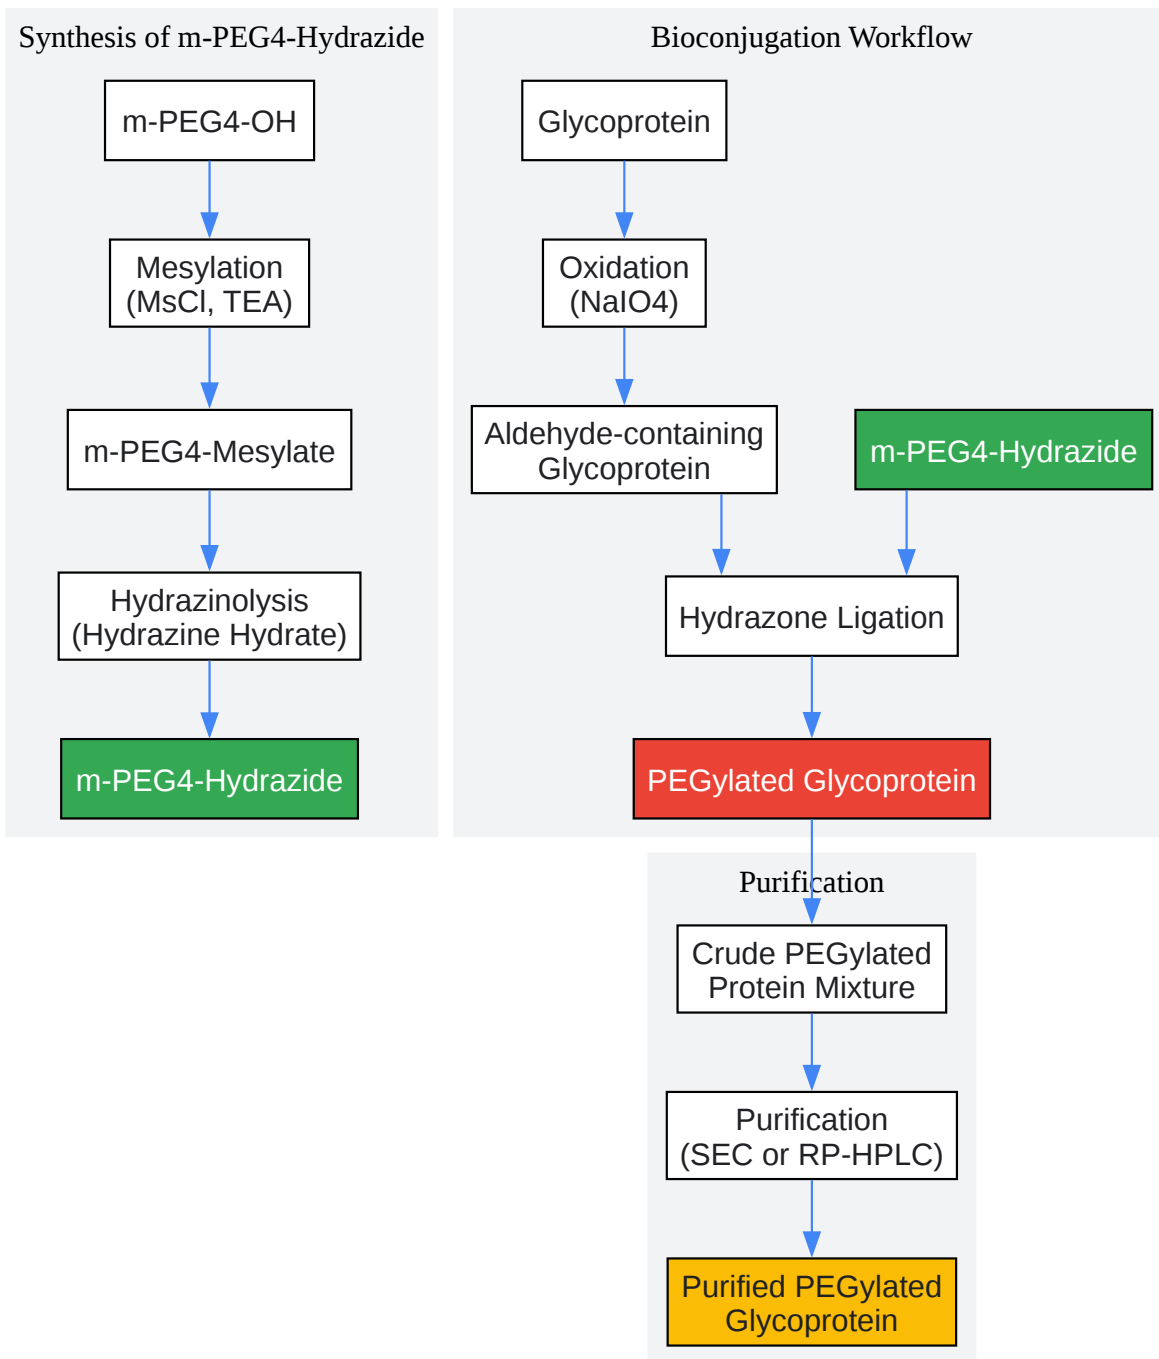 Synthesis of m-PEG4-Hydrazide
m-PEG4-OH
Mesylation
(MsCl, TEA)
m-PEG4-Mesylate
Hydrazinolysis
(Hydrazine Hydrate)
m-PEG4-Hydrazide
Bioconjugation Workflow
Glycoprotein
Oxidation
(NaIO4)
Aldehyde-containing
Glycoprotein
m-PEG4-Hydrazide
Hydrazone Ligation
PEGylated Glycoprotein
Purification
Crude PEGylated
Protein Mixture
Purification
(SEC or RP-HPLC)
Purified PEGylated
Glycoprotein